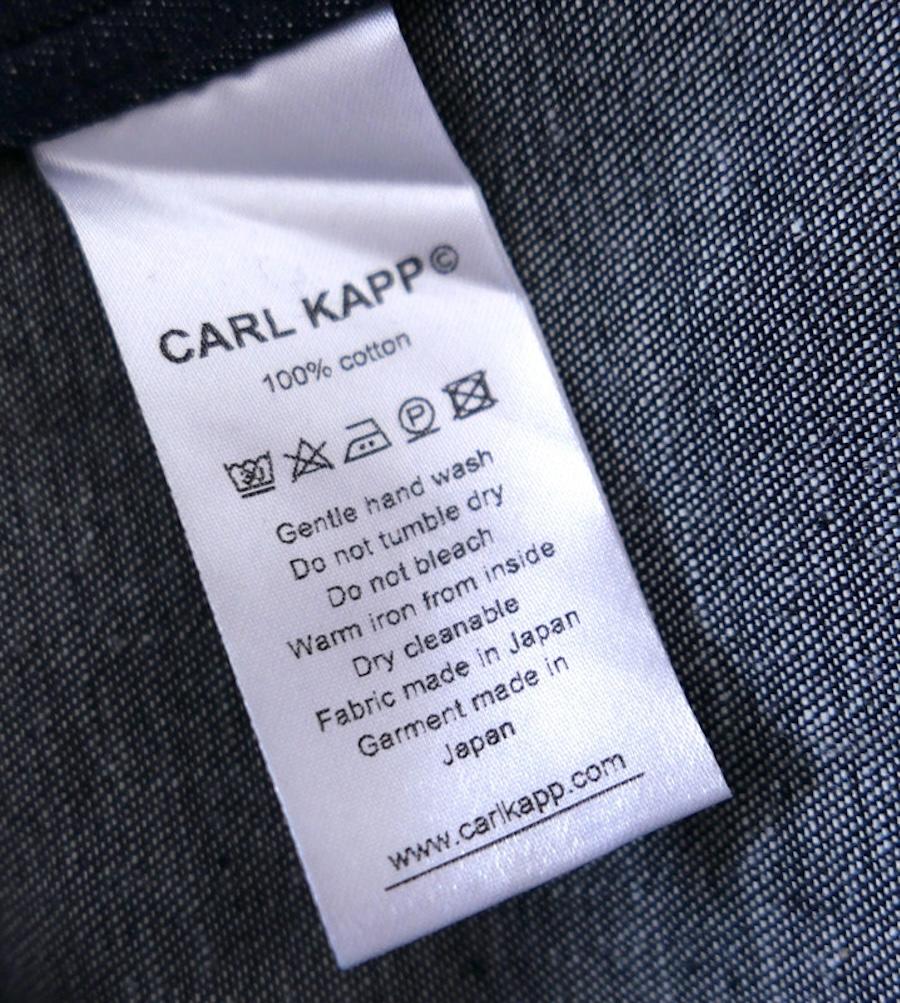 CARL KAPP©
100% cotton
30 P
Gentle hand wash
Do not tumble dry
Do not bleach
Warm iron from inside
Dry cleanable
Fabric made in Japan
Garment made in
Japan
www.carlkapp.com